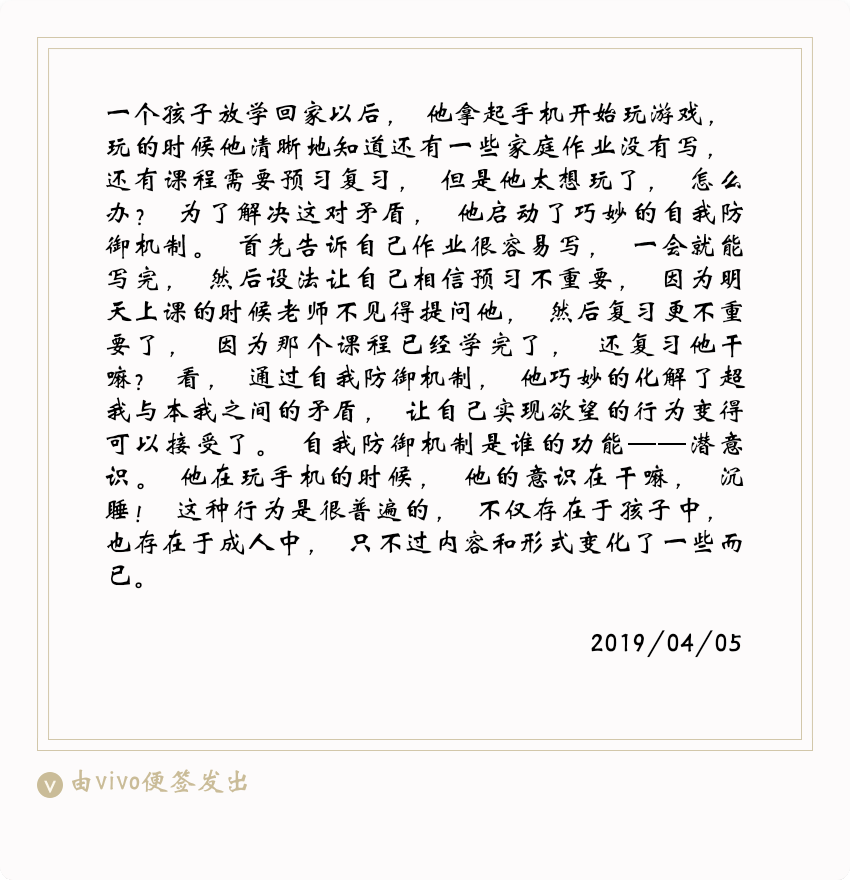 一个孩子放学回家以后，他拿起手机开始玩游戏，
玩的时候他清晰地知道还有一些家庭作业没有写，
还有课程需要预习复习，但是他太想玩了，怎么
办？为了解决这对矛盾，他启动了巧妙的自我防
御机制。首先告诉自己作业很容易写，一会就能
写完，然后设法让自己相信预习不重要，因为明
天上课的时候老师不见得提问他，然后复习更不重
要了，因为那个课程已经学完了，还复习他干
嘛？看，通过自我防御机制，他巧妙的化解了超
我与本我之间的矛盾，让自己实现欲望的行为变得
可以接受了。自我防御机制是谁的功能——潜意
识。他在玩手机的时候，他的意识在干嘛，沉
睡！这种行为是很普遍的，不仅存在于孩子中，
也存在于成人中，只不过内容和形式变化了一些而
已。
2019/04/05
v 由vivo便签发出